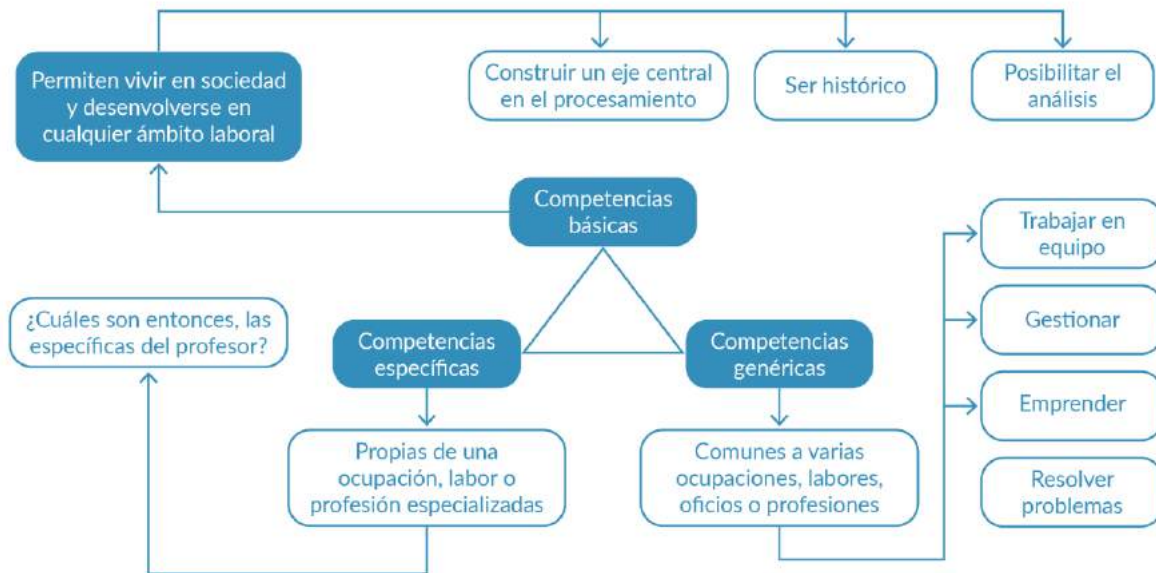 Permiten vivir en sociedad
y desenvolverse en
cualquier ámbito laboral
Construir un eje central
en el procesamiento
Ser histórico
Posibilitar el
análisis
Competencias
básicas
Trabajar en
equipo
¿Cuáles son entonces, las
específicas del profesor?
Competencias
específicas
Competencias
genéricas
Gestionar
Emprender
Propias de una
ocupación, labor o
profesión especializadas
Comunes a varias
ocupaciones, labores,
oficios o profesiones
Resolver
problemas